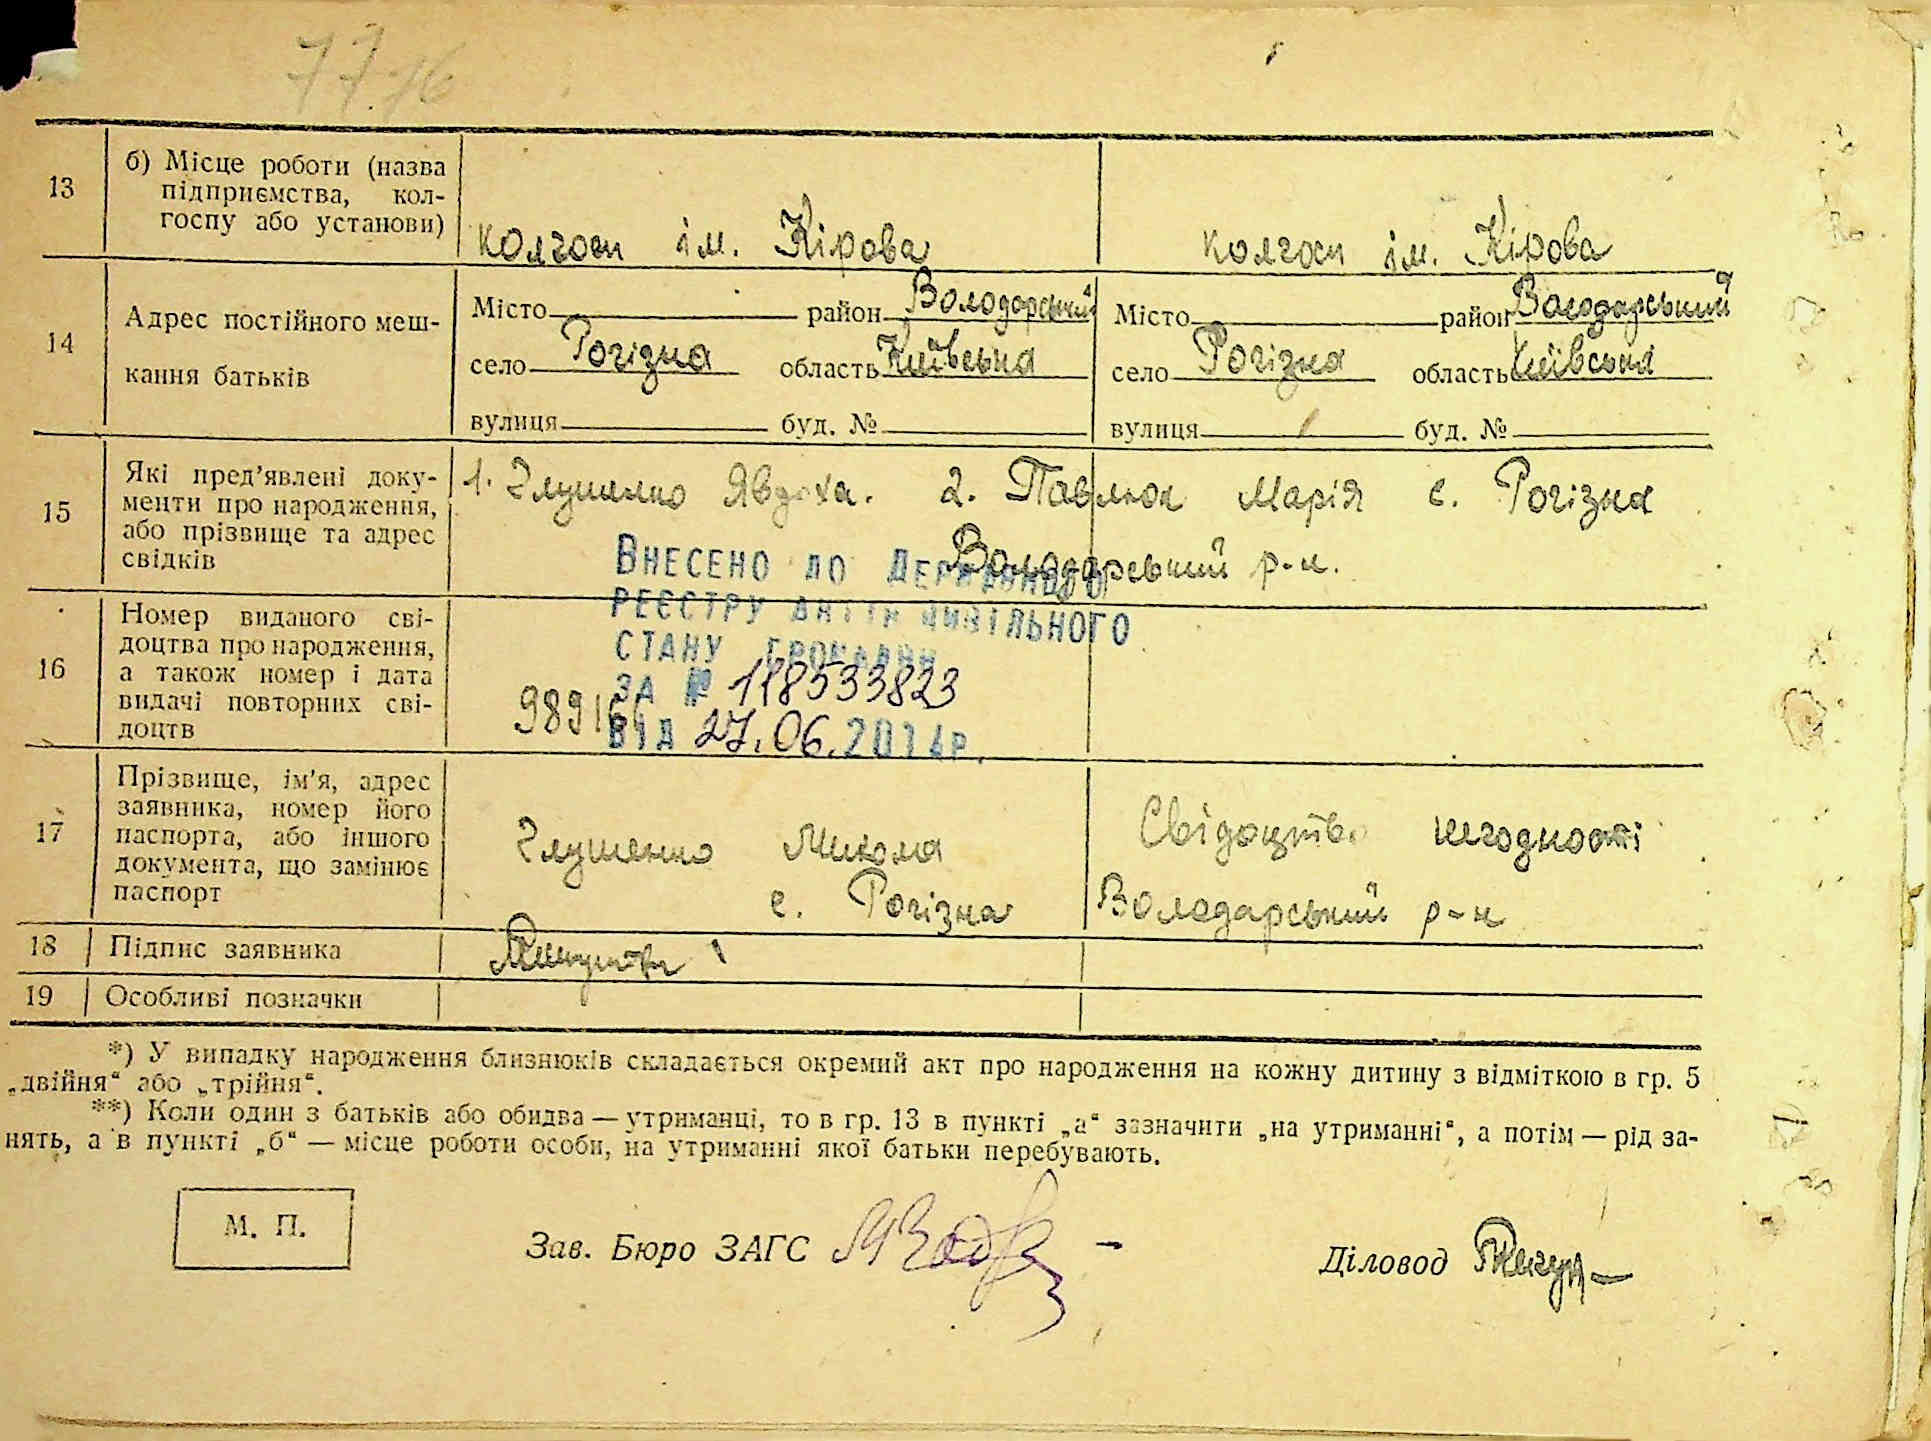 13
б) Місце роботи (назва
підприємства, кол-
госпу або установи)
колгосп ім. Кірова
колгосп ім. Кірова
14
Адрес постійного меш-
кання батьків
Місто район Володарський
село Рогізна область Київська
вулиця буд. №
Місто район Володарський
село Рогізна область Київська
вулиця буд. №
15
Які пред’явлені доку-
менти про народження,
або прізвище та адрес
свідків
1. Глушенко Явдоха. 2. Павлюк Марія с. Рогізна
Володарський р-н.
ВНЕСЕНО ДО ДЕРЖАВНОГО
РЕЄСТРУ АКТІВ ЦИВІЛЬНОГО
СТАНУ ГРОМАДЯН
ЗА № 118533823
ВІД 27.06.2014р.
16
Номер виданого сві-
доцтва про народження,
а також номер і дата
видачі повторних сві-
доцтв
17
Прізвище, ім’я, адрес
заявника, номер його
паспорта, або іншого
документа, що замінює
паспорт
Глушенко Микола
с. Рогізна
Свідоцтво
Володарський р-н
18
Підпис заявника
19
Особливі позначки
*) У випадку народження близнюків складається окремий акт про народження на кожну дитину з відміткою в гр. 5
„двійня“ або „трійня“.
**) Коли один з батьків або обидва — утриманці, то в гр. 13 в пункті „а“ зазначити „на утриманні“, а потім — рід за-
нять, а в пункті „б“ — місце роботи особи, на утриманні якої батьки перебувають.
М. П.
Зав. Бюро ЗАГС
Діловод